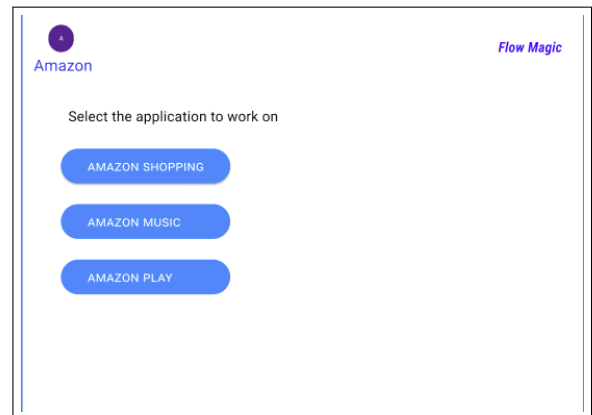 A
Amazon
Flow Magic
Select the application to work on
AMAZON SHOPPING
AMAZON MUSIC
AMAZON PLAY